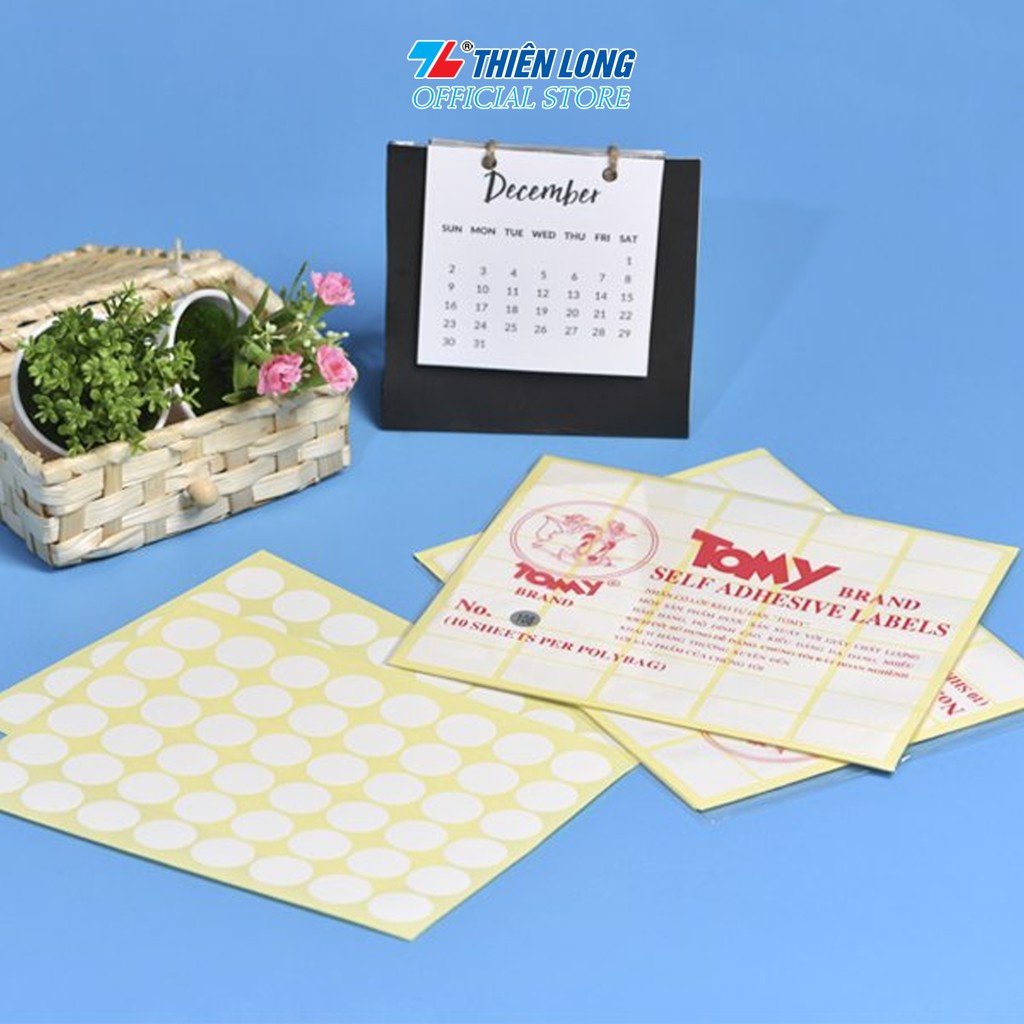 THIÊN LONG
OFFICIAL STORE
December
SUN MON TUE WED THU FRI SAT
1
2 3 4 5 6 7 8
9 10 11 12 13 14 15
16 17 18 19 20 21 22
23 24 25 26 27 28 29
30 31
TOMY®
BRAND
TOMY BRAND
SELF ADHESIVE LABELS
No.
(10 SHEETS PER POLYBAG)